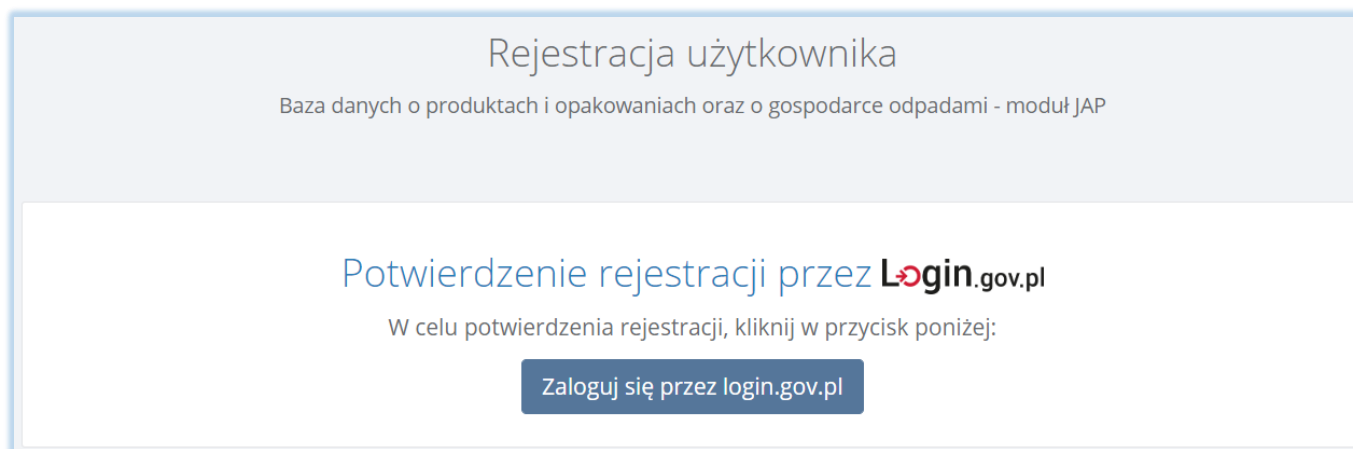 Rejestracja użytkownika
Baza danych o produktach i opakowaniach oraz o gospodarce odpadami - moduł JAP
Potwierdzenie rejestracji przez Login.gov.pl
W celu potwierdzenia rejestracji, kliknij w przycisk poniżej:
Zaloguj się przez login.gov.pl